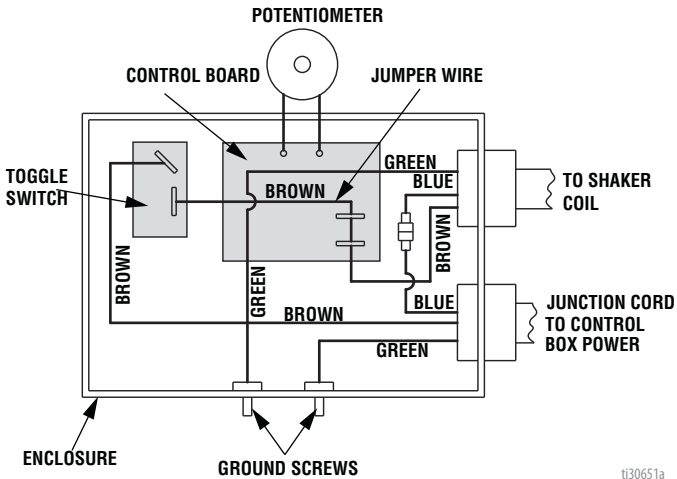 POTENTIOMETER
CONTROL BOARD
JUMPER WIRE
TOGGLE
SWITCH
GREEN
BLUE
BROWN
TO SHAKER
COIL
BROWN
BROWN
GREEN
BROWN
BLUE
GREEN
JUNCTION CORD
TO CONTROL
BOX POWER
ENCLOSURE
GROUND SCREWS
ti30651a